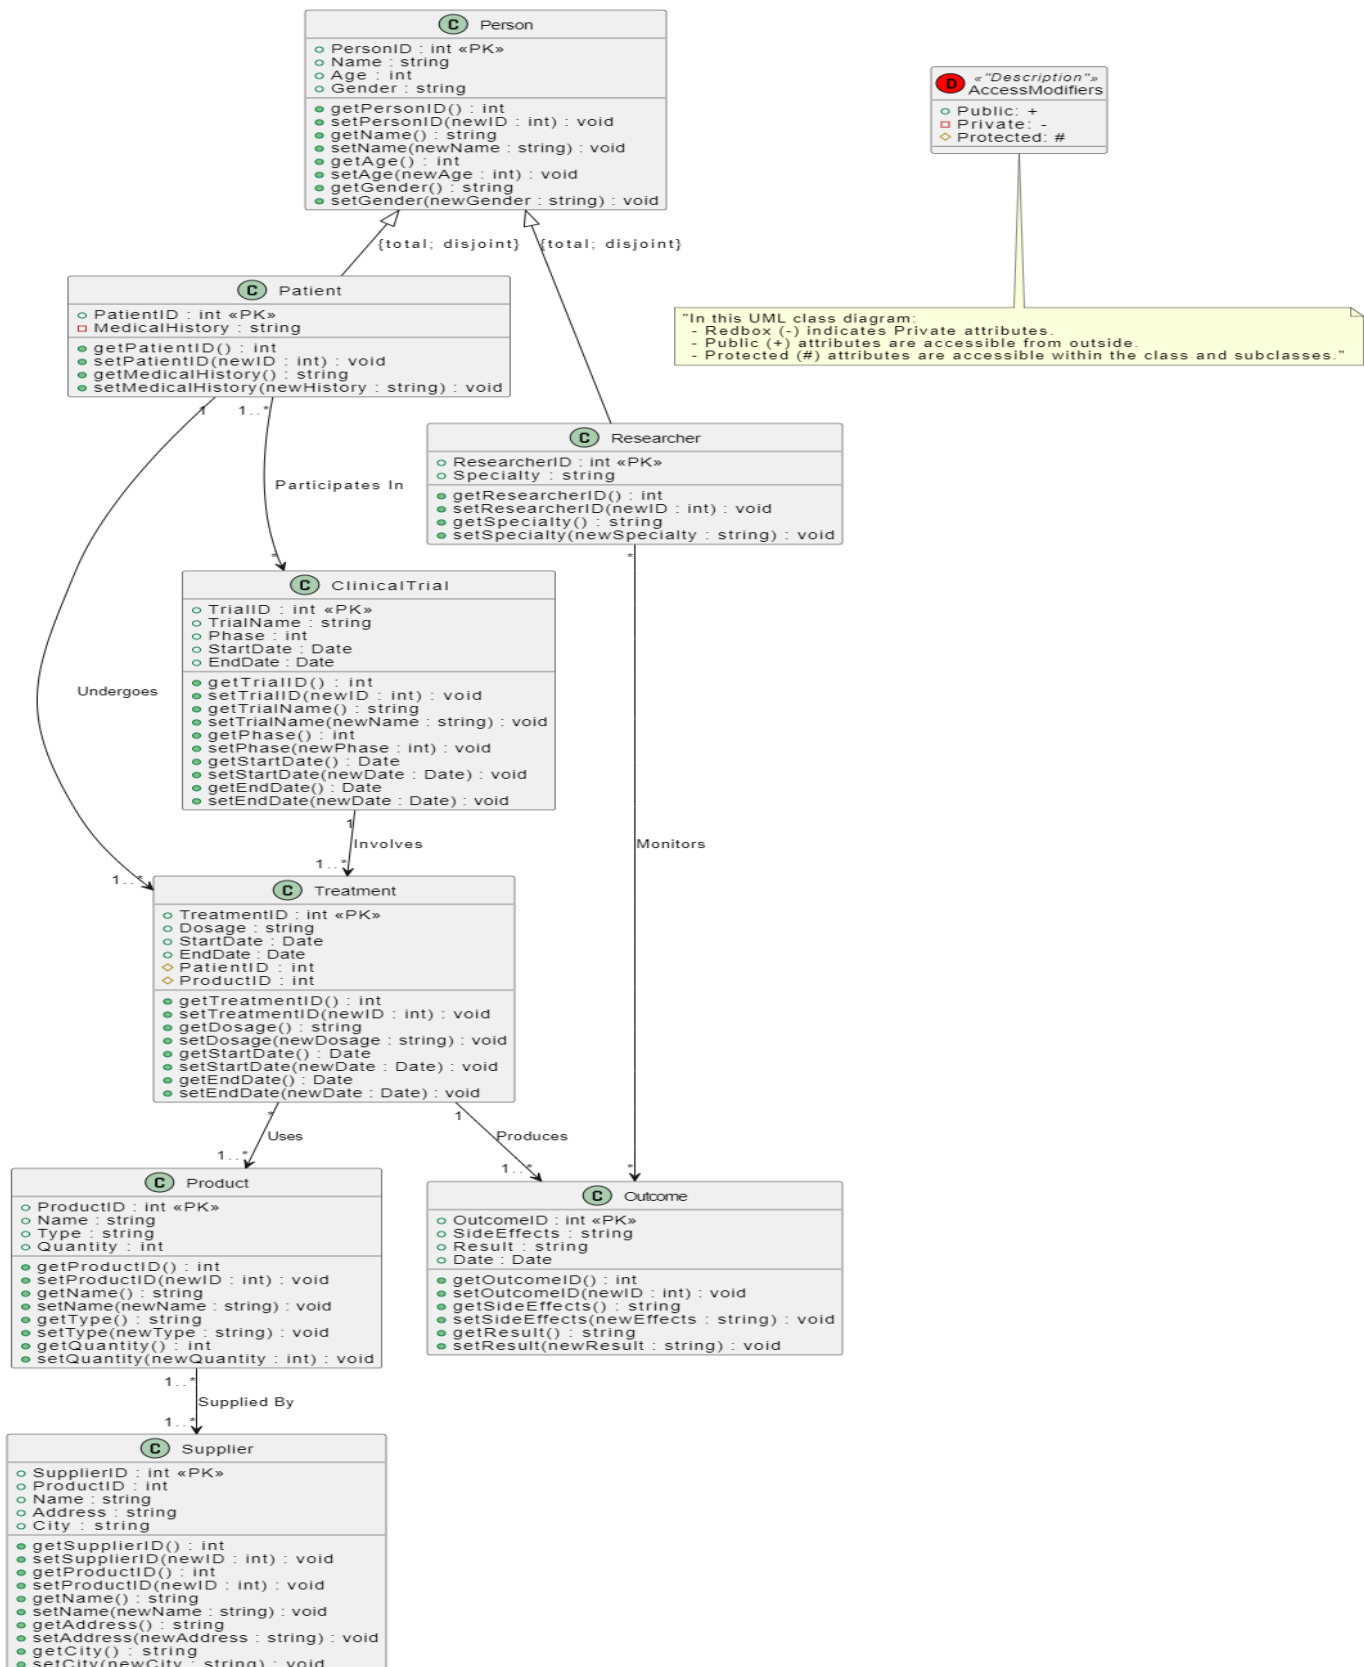 C Person
PersonID : int «PK»
Name : string
Age : int
Gender : string
getPersonID() : int
setPersonID(newID : int) : void
getName() : string
setName(newName : string) : void
getAge() : int
setAge(newAge : int) : void
getGender() : string
setGender(newGender : string) : void
D «"Description"»
AccessModifiers
Public: +
Private: -
Protected: #
{total; disjoint}
{total; disjoint}
"In this UML class diagram:
- Redbox (-) indicates Private attributes.
- Public (+) attributes are accessible from outside.
- Protected (#) attributes are accessible within the class and subclasses."
C Patient
PatientID : int «PK»
MedicalHistory : string
getPatientID() : int
setPatientID(newID : int) : void
getMedicalHistory() : string
setMedicalHistory(newHistory : string) : void
1
1..*
Participates In
*
C Researcher
ResearcherID : int «PK»
Specialty : string
getResearcherID() : int
setResearcherID(newID : int) : void
getSpecialty() : string
setSpecialty(newSpecialty : string) : void
*
C ClinicalTrial
TrialID : int «PK»
TrialName : string
Phase : int
StartDate : Date
EndDate : Date
getTrialID() : int
setTrialID(newID : int) : void
getTrialName() : string
setTrialName(newName : string) : void
getPhase() : int
setPhase(newPhase : int) : void
getStartDate() : Date
setStartDate(newDate : Date) : void
getEndDate() : Date
setEndDate(newDate : Date) : void
Undergoes
1
Involves
1..*
Monitors
1..*
C Treatment
TreatmentID : int «PK»
Dosage : string
StartDate : Date
EndDate : Date
PatientID : int
ProductID : int
getTreatmentID() : int
setTreatmentID(newID : int) : void
getDosage() : string
setDosage(newDosage : string) : void
getStartDate() : Date
setStartDate(newDate : Date) : void
getEndDate() : Date
setEndDate(newDate : Date) : void
*
Uses
1..*
1
Produces
1..*
*
C Product
ProductID : int «PK»
Name : string
Type : string
Quantity : int
getProductID() : int
setProductID(newID : int) : void
getName() : string
setName(newName : string) : void
getType() : string
setType(newType : string) : void
getQuantity() : int
setQuantity(newQuantity : int) : void
C Outcome
OutcomeID : int «PK»
SideEffects : string
Result : string
Date : Date
getOutcomeID() : int
setOutcomeID(newID : int) : void
getSideEffects() : string
setSideEffects(newEffects : string) : void
getResult() : string
setResult(newResult : string) : void
1..*
Supplied By
1..*
C Supplier
SupplierID : int «PK»
ProductID : int
Name : string
Address : string
City : string
getSupplierID() : int
setSupplierID(newID : int) : void
getProductID() : int
setProductID(newID : int) : void
getName() : string
setName(newName : string) : void
getAddress() : string
setAddress(newAddress : string) : void
getCity() : string
setCity(newCity : string) : void